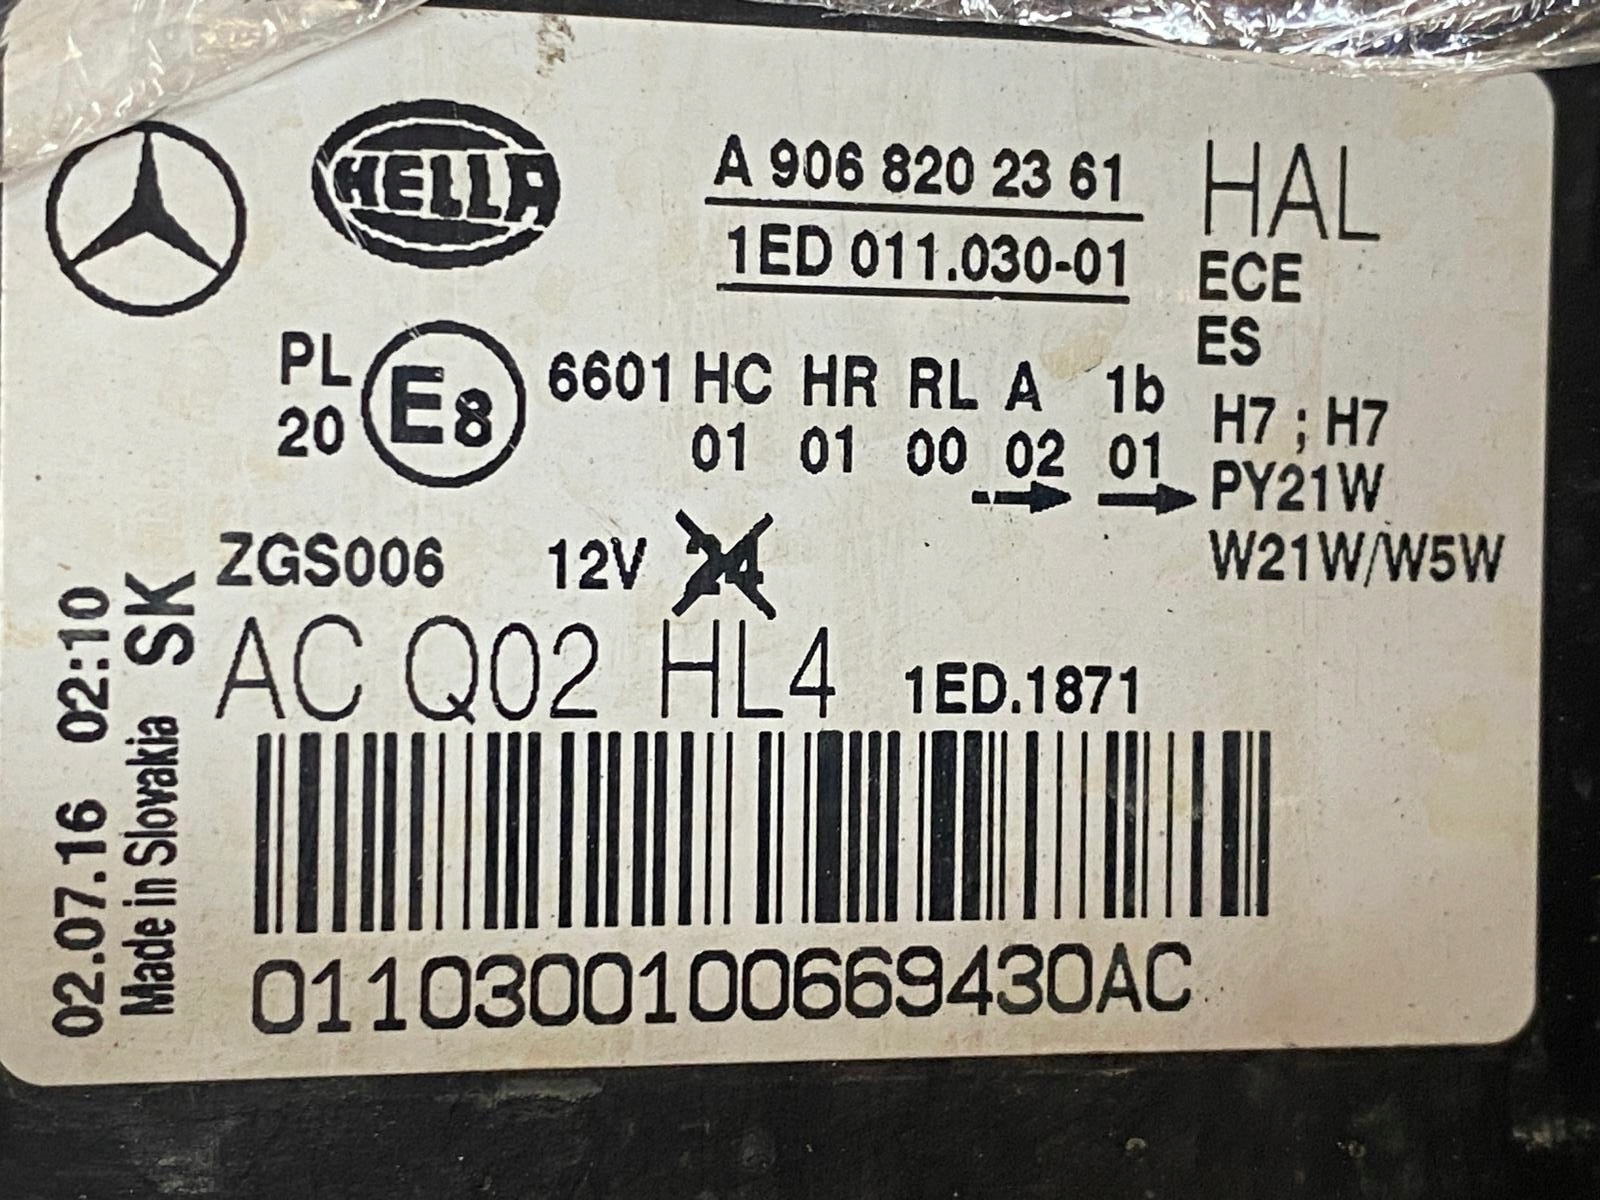 HELLA
A 906 820 23 61
1ED 011.030-01
HAL
ECE
ES
PL
20
E8
6601 HC HR RL A 1b
01 01 00 02 01
H7 ; H7
PY21W
W21W/W5W
ZGS006 12V 24
AC Q02 HL4 1ED.1871
0110300100669430AC
02.07.16 02:10
Made in Slovakia SK